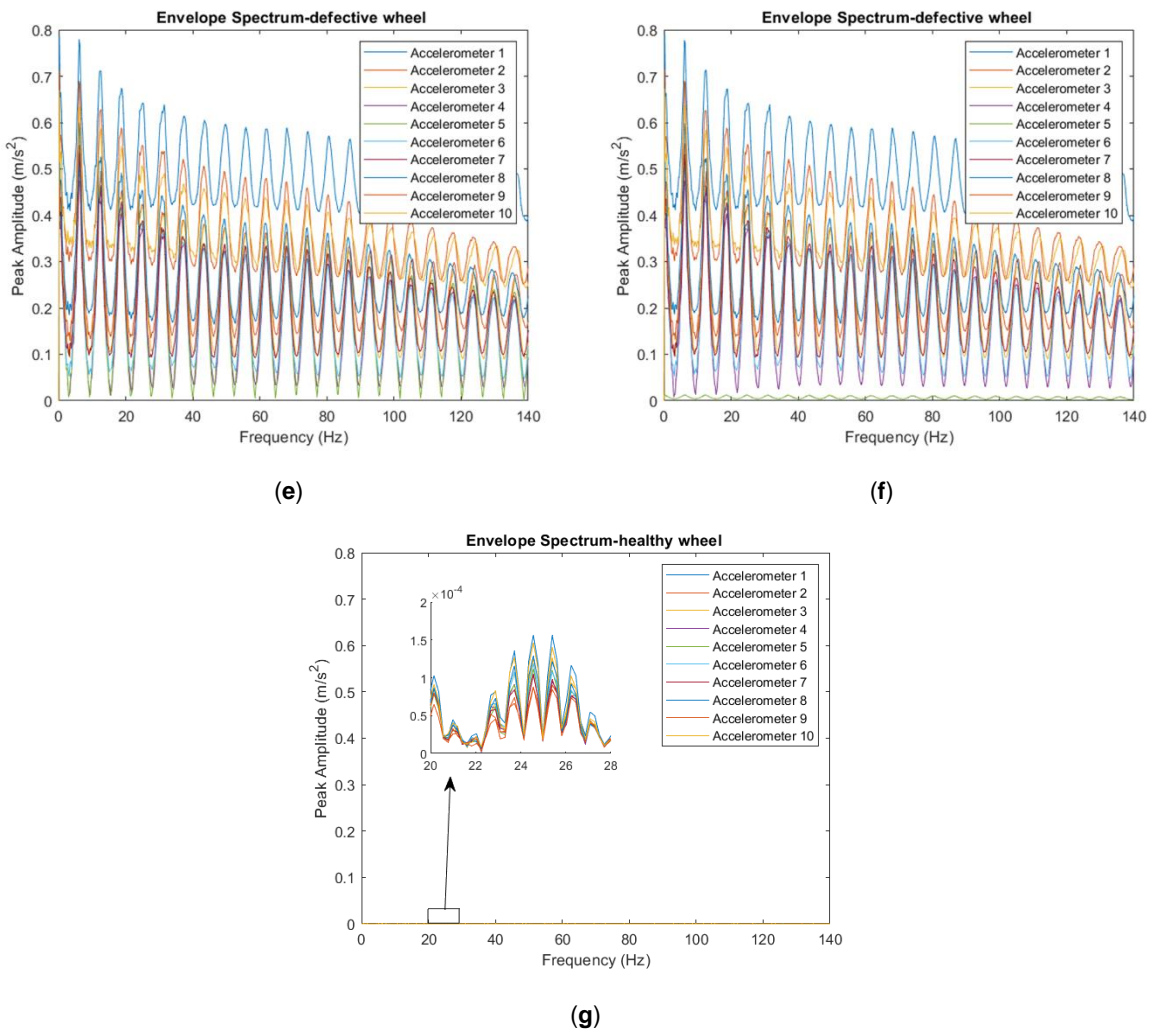 Envelope Spectrum-defective wheel
0.8
0.7
0.6
0.5
0.4
0.3
0.2
0.1
0
Peak Amplitude (m/s²)
Accelerometer 1
Accelerometer 2
Accelerometer 3
Accelerometer 4
Accelerometer 5
Accelerometer 6
Accelerometer 7
Accelerometer 8
Accelerometer 9
Accelerometer 10
0 20 40 60 80 100 120 140
Frequency (Hz)
(e)
Envelope Spectrum-defective wheel
0.8
0.7
0.6
0.5
0.4
0.3
0.2
0.1
0
Peak Amplitude (m/s²)
Accelerometer 1
Accelerometer 2
Accelerometer 3
Accelerometer 4
Accelerometer 5
Accelerometer 6
Accelerometer 7
Accelerometer 8
Accelerometer 9
Accelerometer 10
0 20 40 60 80 100 120 140
Frequency (Hz)
(f)
Envelope Spectrum-healthy wheel
0.8
0.7
0.6
0.5
0.4
0.3
0.2
0.1
0
Peak Amplitude (m/s²)
×10⁻⁴
2
1.5
1
0.5
0
20 22 24 26 28
Accelerometer 1
Accelerometer 2
Accelerometer 3
Accelerometer 4
Accelerometer 5
Accelerometer 6
Accelerometer 7
Accelerometer 8
Accelerometer 9
Accelerometer 10
0 20 40 60 80 100 120 140
Frequency (Hz)
(g)